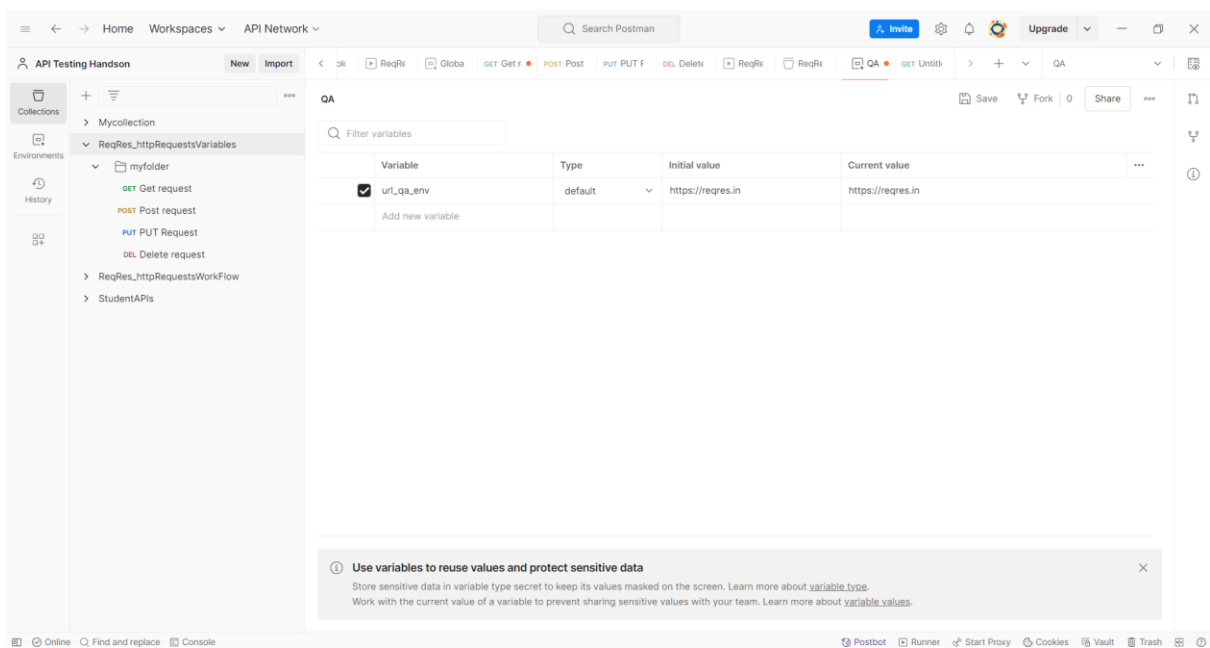 Home Workspaces API Network Search Postman Invite Upgrade
API Testing Handson New Import ok ReqRe Globa GET Get r POST Post PUT PUT F DEL Delete ReqRe ReqRe QA GET Untitle QA
Collections
Environments
History
Mycollection
ReqRes_httpRequestsVariables
myfolder
GET Get request
POST Post request
PUT PUT Request
DEL Delete request
ReqRes_httpRequestsWorkFlow
StudentAPIs
QA Save Fork 0 Share
Filter variables
Variable Type Initial value Current value
url_qa_env default https://reqres.in https://reqres.in
Add new variable
Use variables to reuse values and protect sensitive data
Store sensitive data in variable type secret to keep its values masked on the screen. Learn more about variable type.
Work with the current value of a variable to prevent sharing sensitive values with your team. Learn more about variable values.
Online Find and replace Console Postbot Runner Start Proxy Cookies Vault Trash